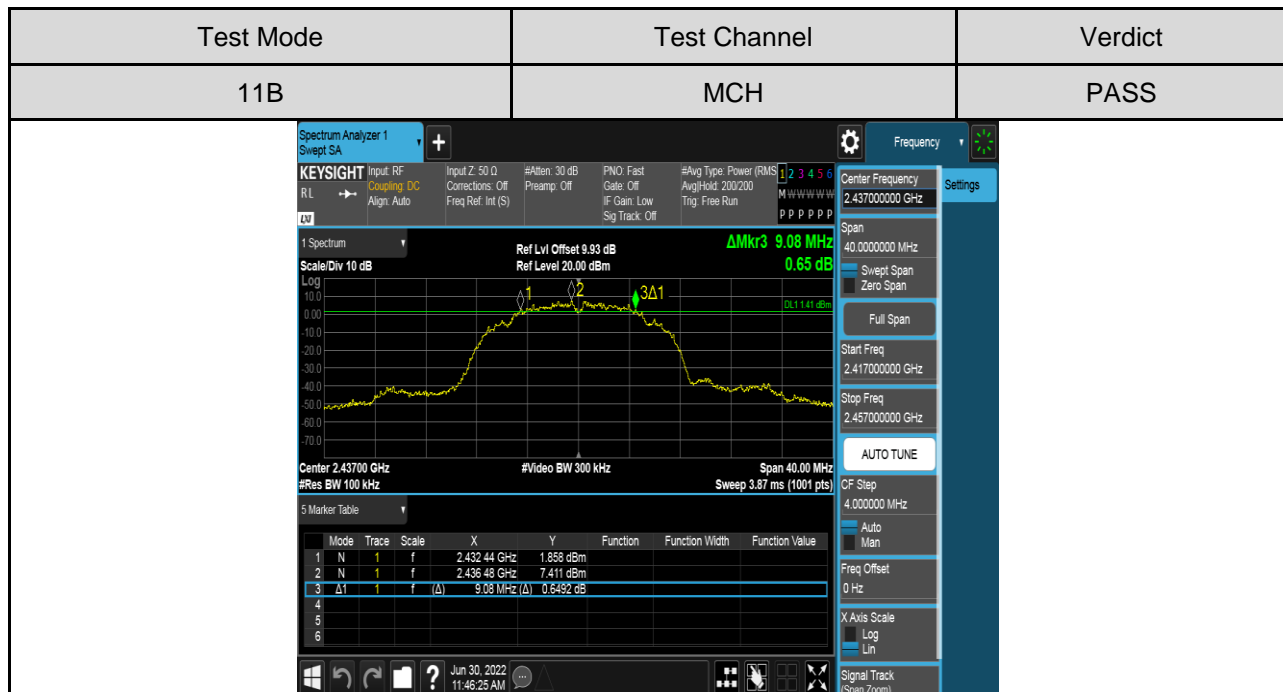 Test Mode Test Channel Verdict
11B MCH PASS
Spectrum Analyzer 1
Swept SA
+
Frequency
KEYSIGHT Input: RF Input Z: 50 Ω #Atten: 30 dB PNO: Fast #Avg Type: Power (RMS 1 2 3 4 5 6
RL Coupling: DC Corrections: Off Preamp: Off Gate: Off Avg|Hold: 200/200 M W W W W W
Align: Auto Freq Ref: Int (S) IF Gain: Low Trig: Free Run
Sig Track: Off P P P P P P
LXI
1 Spectrum Ref Lvl Offset 9.93 dB ΔMkr3 9.08 MHz
Scale/Div 10 dB Ref Level 20.00 dBm 0.65 dB
Log
1 2 3Δ1
10.0
DL1 1.41 dBm
0.00
-10.0
-20.0
-30.0
-40.0
-50.0
-60.0
-70.0
Center 2.43700 GHz #Video BW 300 kHz Span 40.00 MHz
#Res BW 100 kHz Sweep 3.87 ms (1001 pts)
5 Marker Table
Mode Trace Scale X Y Function Function Width Function Value
1 N 1 f 2.432 44 GHz 1.858 dBm
2 N 1 f 2.436 48 GHz 7.411 dBm
3 Δ1 1 f (Δ) 9.08 MHz (Δ) 0.6492 dB
4
5
6
? Jun 30, 2022
11:46:25 AM
Settings
Center Frequency
2.437000000 GHz
Span
40.0000000 MHz
Swept Span
Zero Span
Full Span
Start Freq
2.417000000 GHz
Stop Freq
2.457000000 GHz
AUTO TUNE
CF Step
4.000000 MHz
Auto
Man
Freq Offset
0 Hz
X Axis Scale
Log
Lin
Signal Track
(Span Zoom)